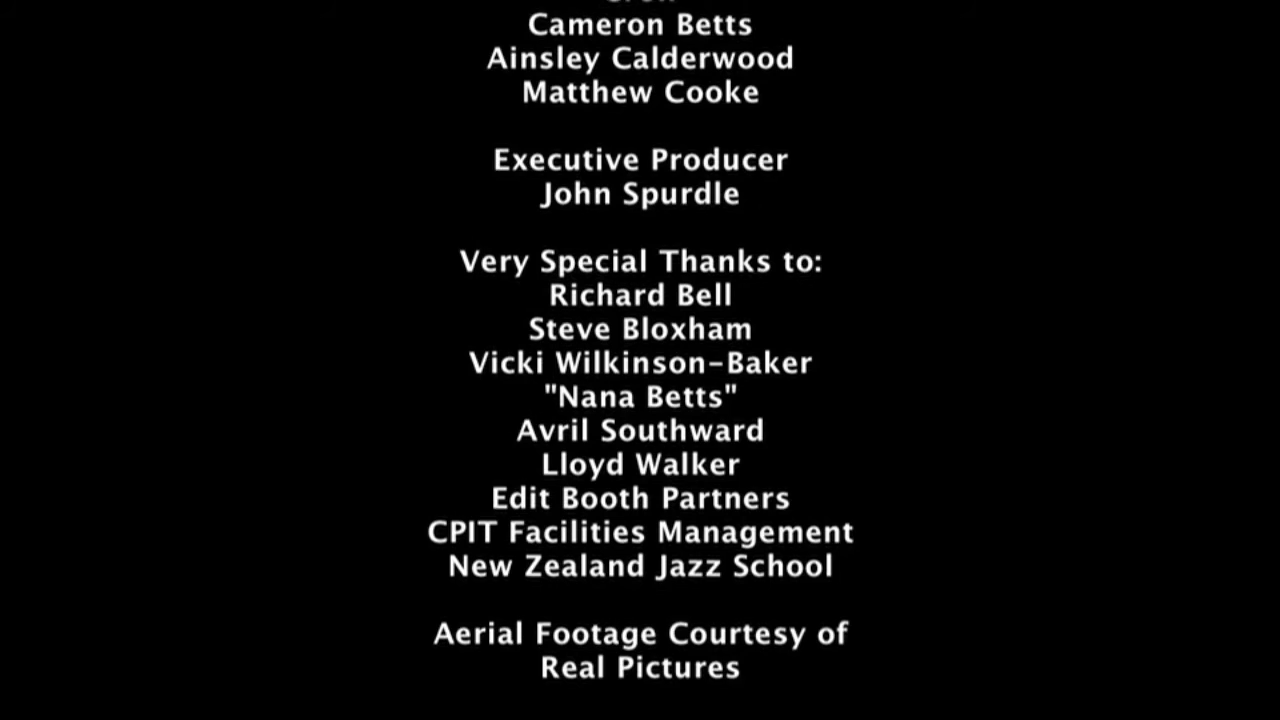 Cameron Betts
Ainsley Calderwood
Matthew Cooke
Executive Producer
John Spurdle
Very Special Thanks to:
Richard Bell
Steve Bloxham
Vicki Wilkinson-Baker
"Nana Betts"
Avril Southward
Lloyd Walker
Edit Booth Partners
CPIT Facilities Management
New Zealand Jazz School
Aerial Footage Courtesy of
Real Pictures